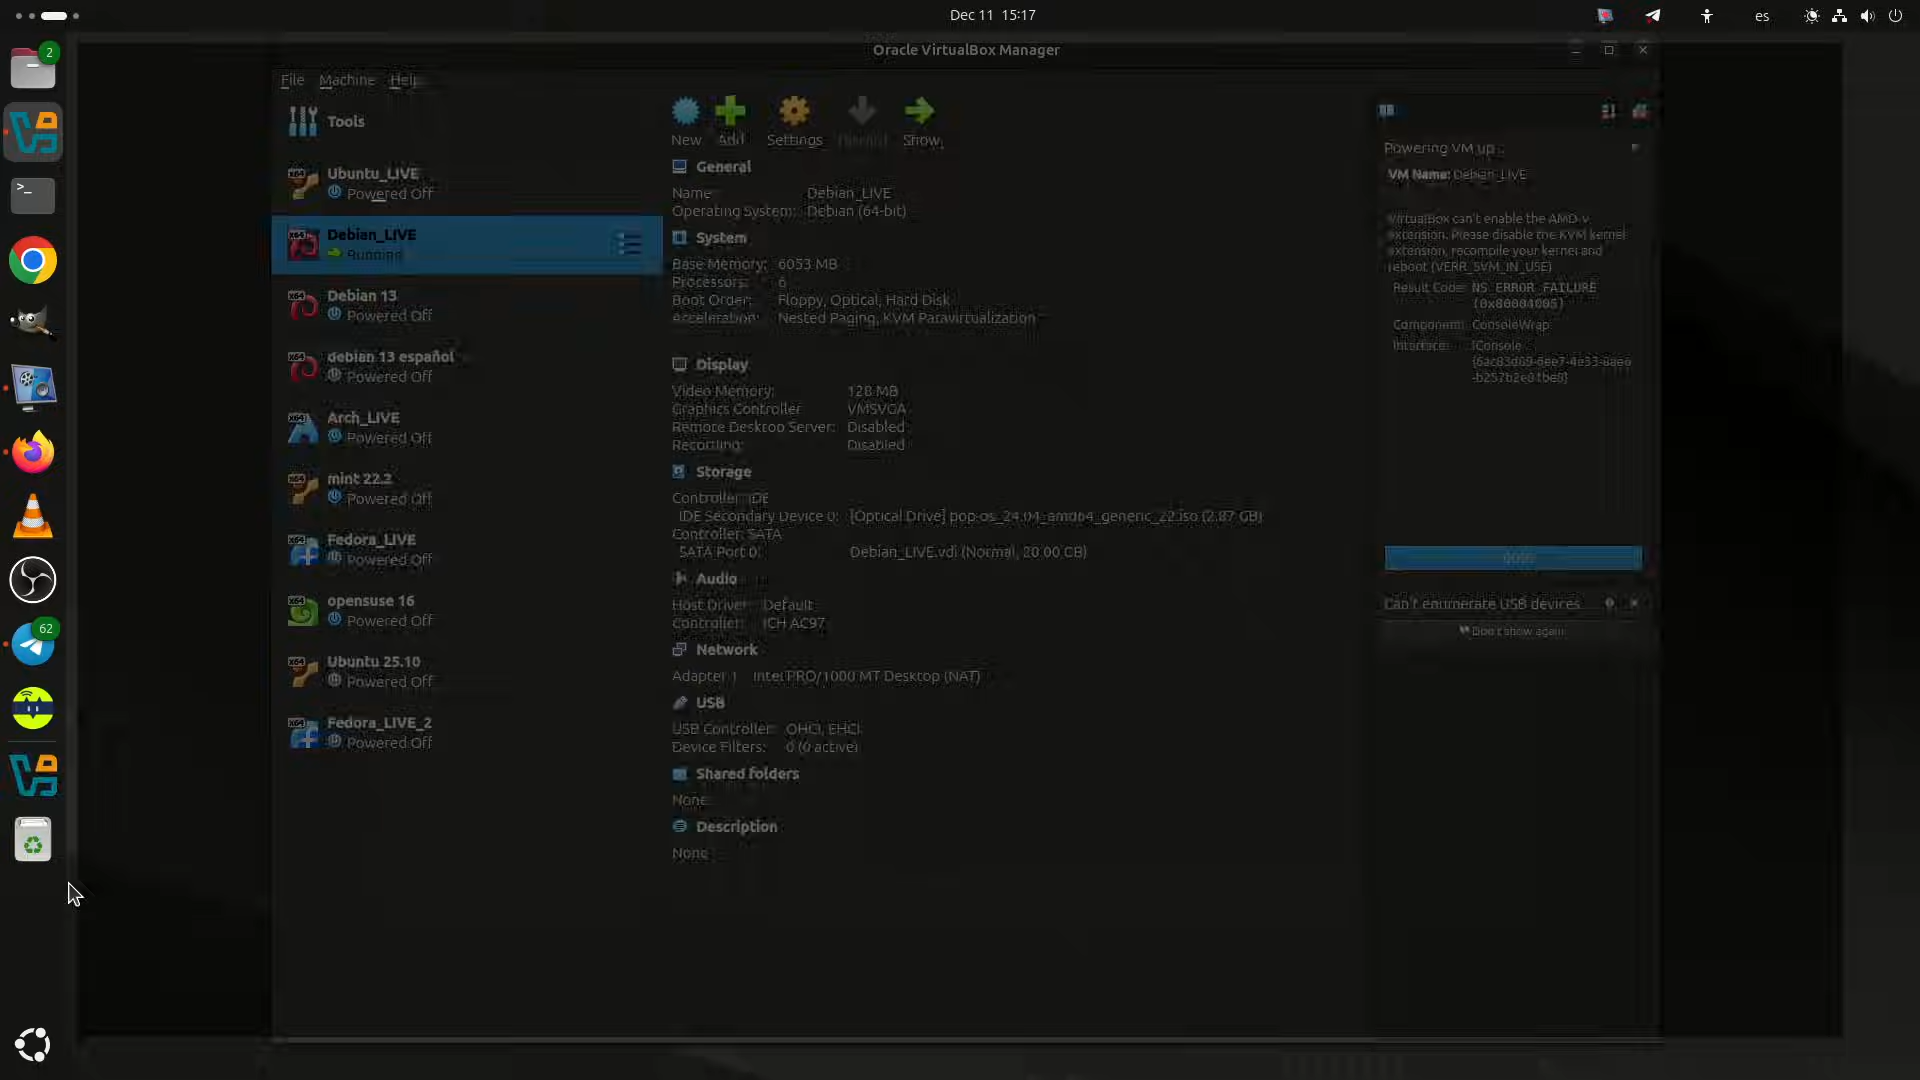 Dec 11 15:17
es
2
Oracle VirtualBox Manager
File Machine Help
Tools
New Add Settings Discard Show
Ubuntu_LIVE
Powered Off
Debian_LIVE
Running
Debian 13
Powered Off
debian 13 español
Powered Off
Arch_LIVE
Powered Off
mint 22.2
Powered Off
Fedora_LIVE
Powered Off
opensuse 16
Powered Off
Ubuntu 25.10
Powered Off
Fedora_LIVE_2
Powered Off
62
General
Name: Debian_LIVE
Operating System: Debian (64-bit)
System
Base Memory: 6053 MB
Processors: 6
Boot Order: Floppy, Optical, Hard Disk
Acceleration: Nested Paging, KVM Paravirtualization
Display
Video Memory: 128 MB
Graphics Controller: VMSVGA
Remote Desktop Server: Disabled
Recording: Disabled
Storage
Controller: IDE
IDE Secondary Device 0: [Optical Drive] pop-os_24.04_amd64_generic_22.iso (2.87 GB)
Controller: SATA
SATA Port 0: Debian_LIVE.vdi (Normal, 20.00 GB)
Audio
Host Driver: Default
Controller: ICH AC97
Network
Adapter 1: Intel PRO/1000 MT Desktop (NAT)
USB
USB Controller: OHCI, EHCI
Device Filters: 0 (0 active)
Shared folders
None
Description
None
Powering VM up ...
VM Name: Debian_LIVE
VirtualBox can't enable the AMD-V
extension. Please disable the KVM kernel
extension, recompile your kernel and
reboot (VERR_SVM_IN_USE)
Result Code: NS_ERROR_FAILURE
(0x80004005)
Component: ConsoleWrap
Interface: IConsole
Can't enumerate USB devices
Don't show again